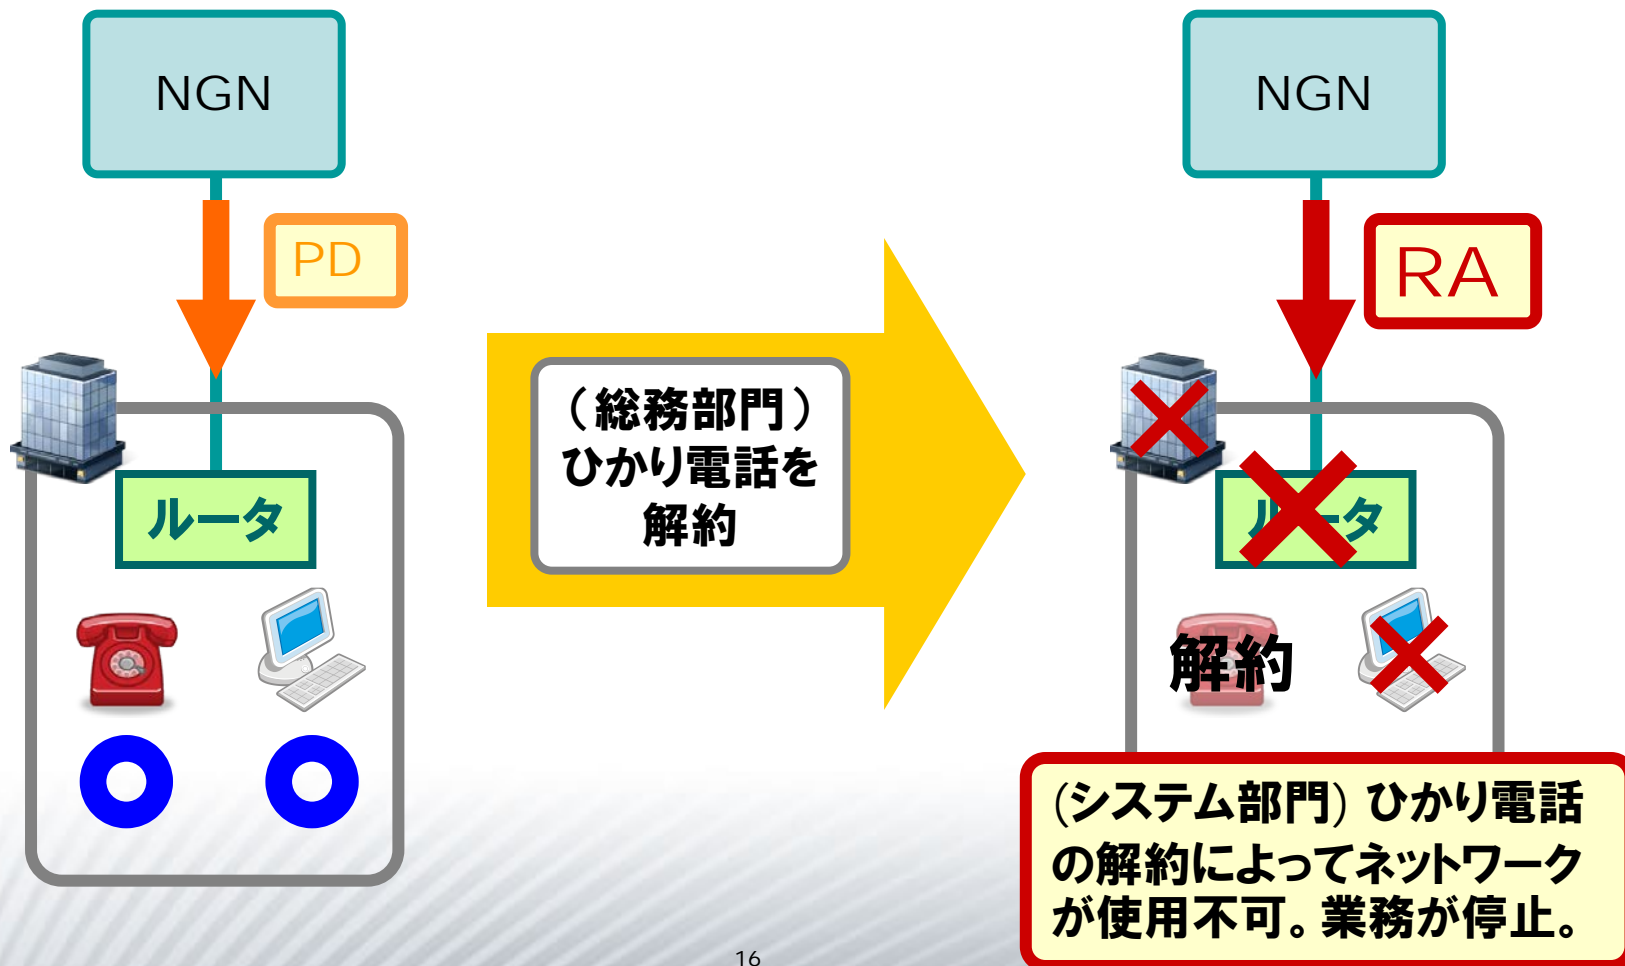 NGN
PD
ルータ
(総務部門)
ひかり電話を
解約
NGN
RA
ルータ
解約
(システム部門) ひかり電話
の解約によってネットワーク
が使用不可。業務が停止。
16